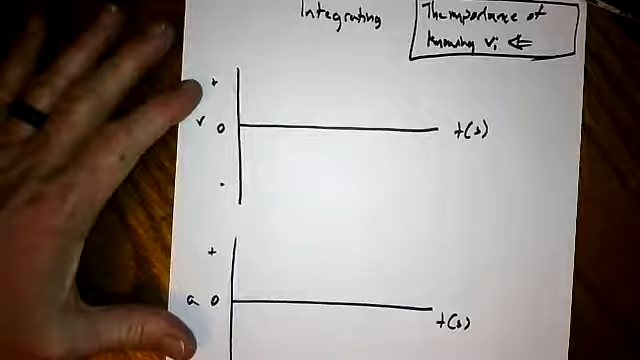 Integrating
The importance of
knowing vi ⇐
+
v 0
t(s)
-
+
a 0
t(s)